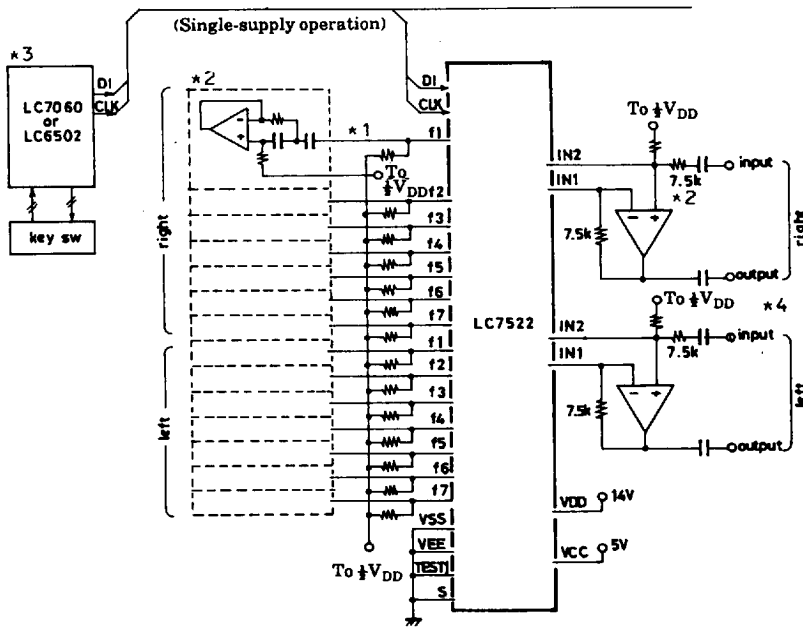 (Single-supply operation)
*3
LC7060
or
LC6502
DI
CLK
key sw
*2
*1
To
½VDD
right
left
f1
f2
f3
f4
f5
f6
f7
f1
f2
f3
f4
f5
f6
f7
VSS
VEE
TEST1
S
To ½VDD
DI
CLK
LC7522
IN2
IN1
To ½VDD
7.5k
input
*2
7.5k
output
right
To ½VDD
*4
IN2
IN1
7.5k
input
7.5k
output
left
VDD
14V
VCC
5V